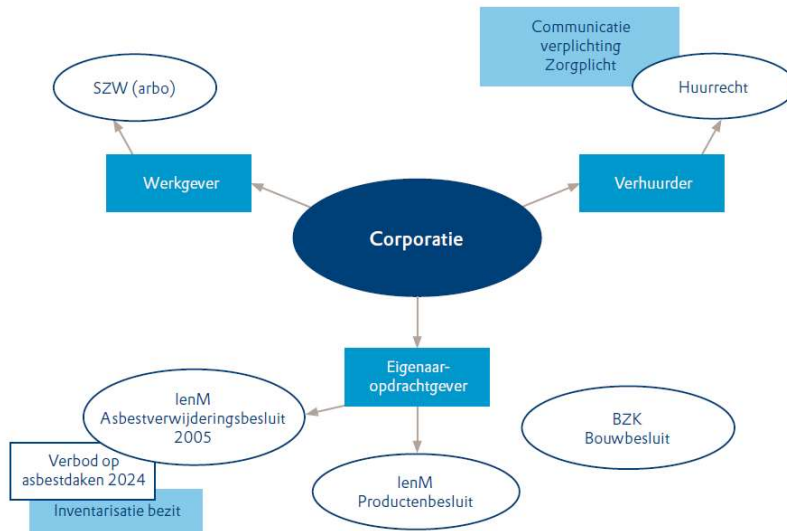 Communicatie
verplichting
Zorgplicht
SZW (arbo)
Huurrecht
Werkgever
Verhuurder
Corporatie
Eigenaar-
opdrachtgever
IenM
Asbestverwijderingsbesluit
2005
BZK
Bouwbesluit
Verbod op
asbestdaken 2024
IenM
Productenbesluit
Inventarisatie bezit